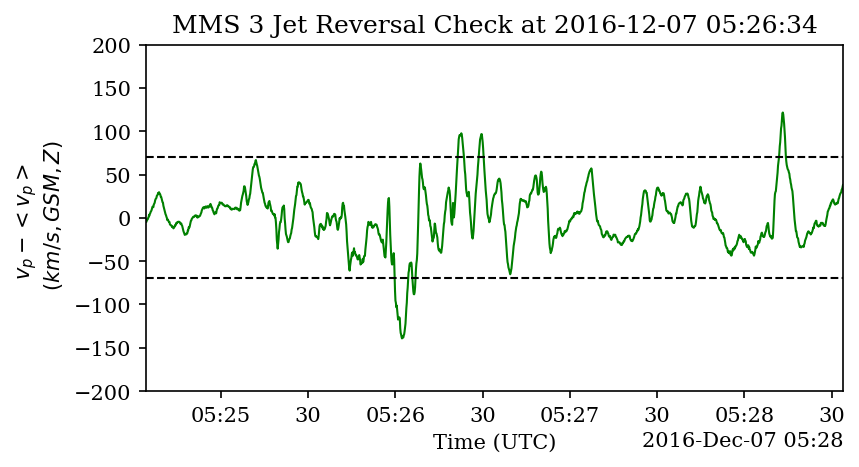 MMS 3 Jet Reversal Check at 2016-12-07 05:26:34
v_p − < v_p >
(km/s, GSM, Z)
200
150
100
50
0
−50
−100
−150
−200
05:25 30 05:26 30 05:27 30 05:28 30
Time (UTC)
2016-Dec-07 05:28